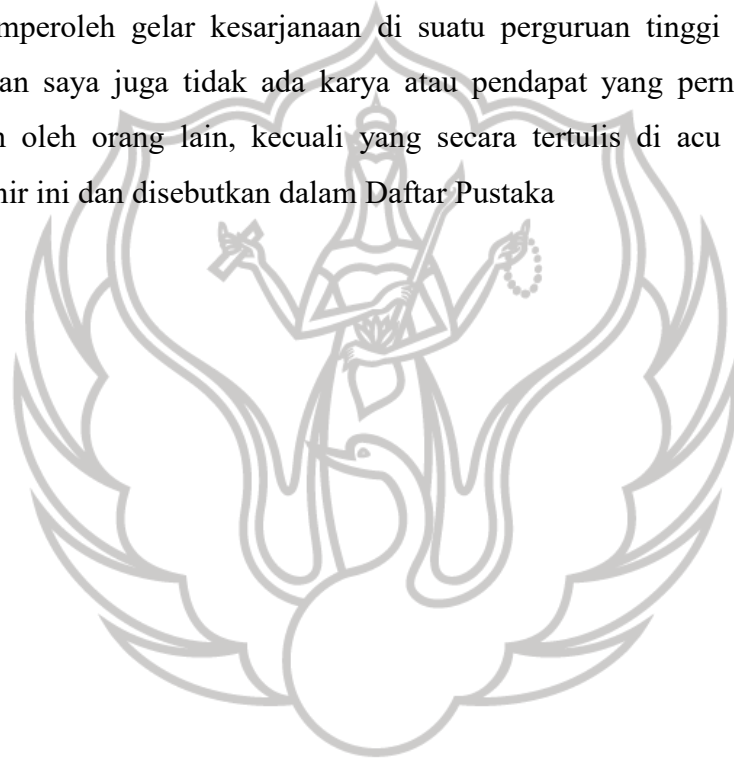 mperoleh gelar kesarjanaan di suatu perguruan tinggi
an saya juga tidak ada karya atau pendapat yang pern
oleh orang lain, kecuali yang secara tertulis di acu
ir ini dan disebutkan dalam Daftar Pustaka